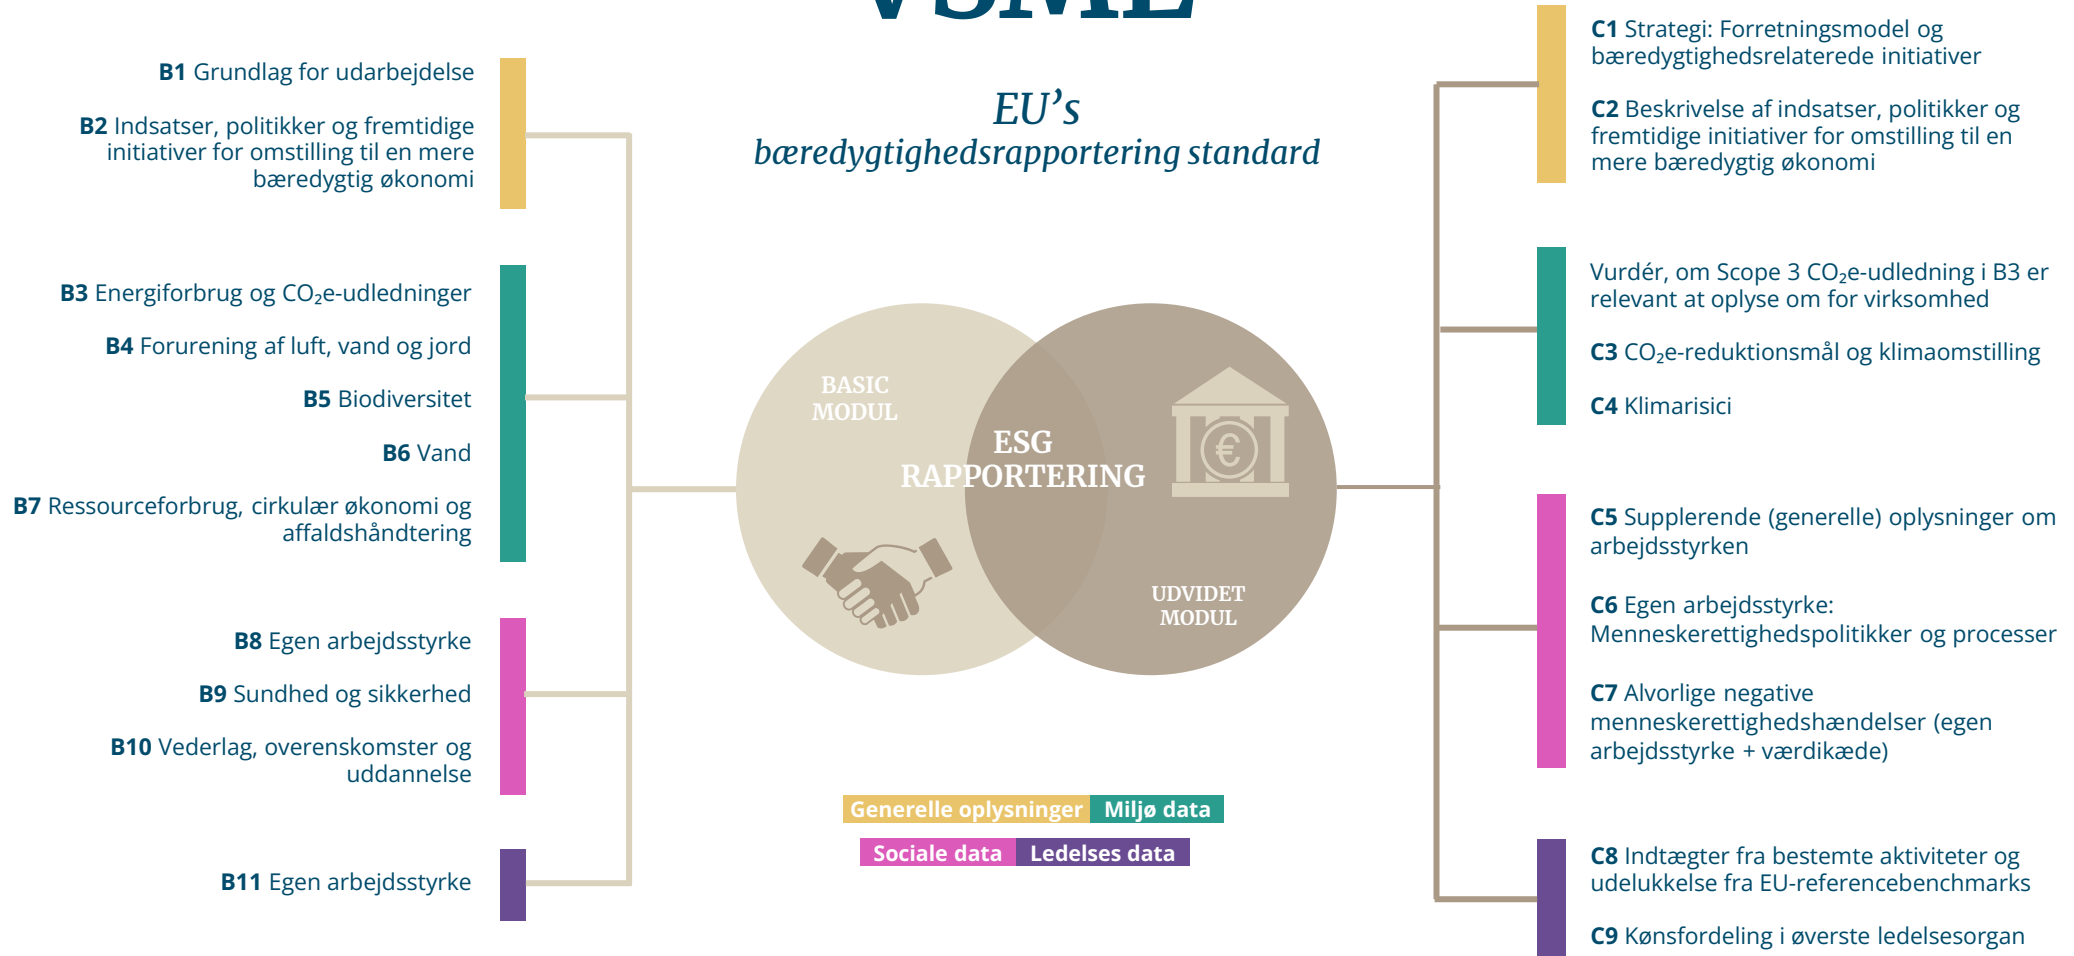 VSME
EU’s
bæredygtighedsrapportering standard
B1 Grundlag for udarbejdelse
B2 Indsatser, politikker og fremtidige
initiativer for omstilling til en mere
bæredygtig økonomi
B3 Energiforbrug og CO₂e-udledninger
B4 Forurening af luft, vand og jord
B5 Biodiversitet
B6 Vand
B7 Ressourceforbrug, cirkulær økonomi og
affaldshåndtering
B8 Egen arbejdsstyrke
B9 Sundhed og sikkerhed
B10 Vederlag, overenskomster og
uddannelse
B11 Egen arbejdsstyrke
BASIC
MODUL
ESG
RAPPORTERING
€
UDVIDET
MODUL
Generelle oplysninger
Miljø data
Sociale data
Ledelses data
C1 Strategi: Forretningsmodel og
bæredygtighedsrelaterede initiativer
C2 Beskrivelse af indsatser, politikker og
fremtidige initiativer for omstilling til en
mere bæredygtig økonomi
Vurdér, om Scope 3 CO₂e-udledning i B3 er
relevant at oplyse om for virksomhed
C3 CO₂e-reduktionsmål og klimaomstilling
C4 Klimarisici
C5 Supplerende (generelle) oplysninger om
arbejdsstyrken
C6 Egen arbejdsstyrke:
Menneskerettighedspolitikker og processer
C7 Alvorlige negative
menneskerettighedshændelser (egen
arbejdsstyrke + værdikæde)
C8 Indtægter fra bestemte aktiviteter og
udelukkelse fra EU-referencebenchmarks
C9 Kønsfordeling i øverste ledelsesorgan